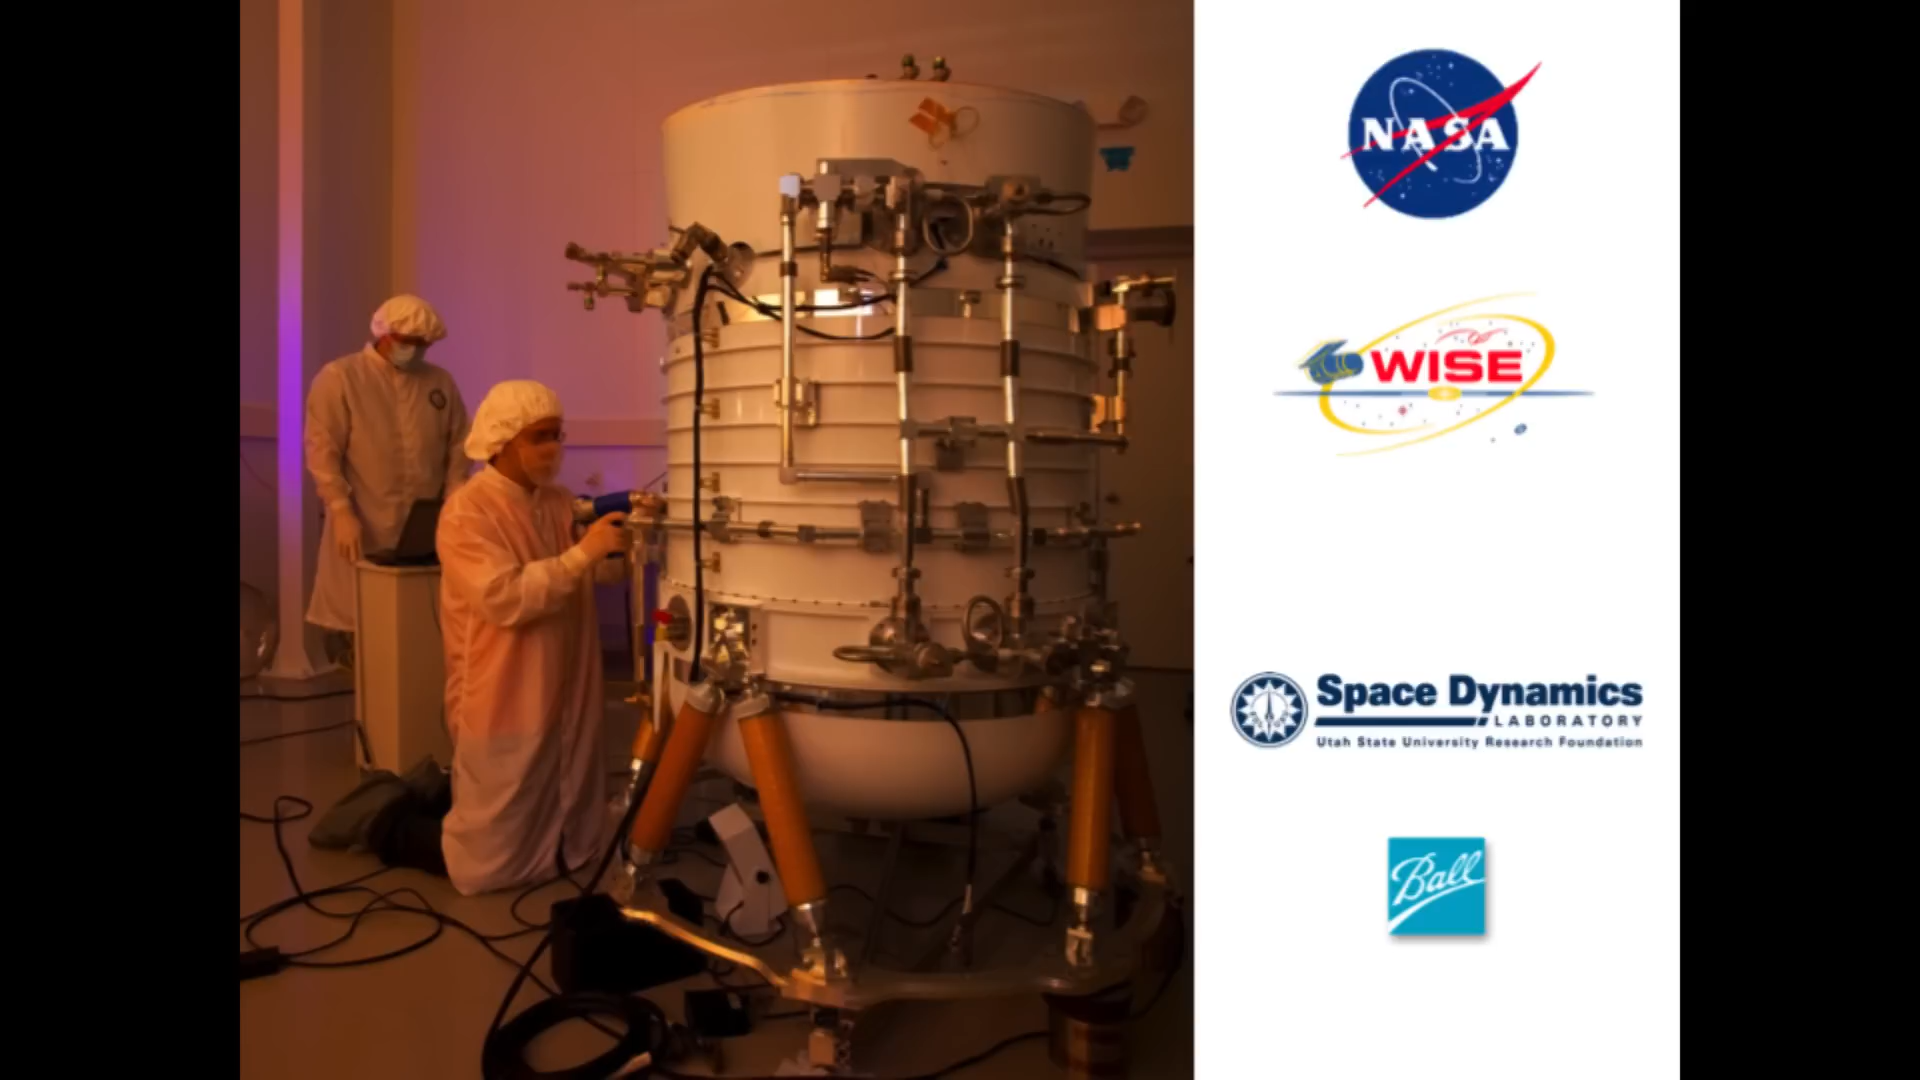 NASA
WISE
Space Dynamics
LABORATORY
Utah State University Research Foundation
Ball